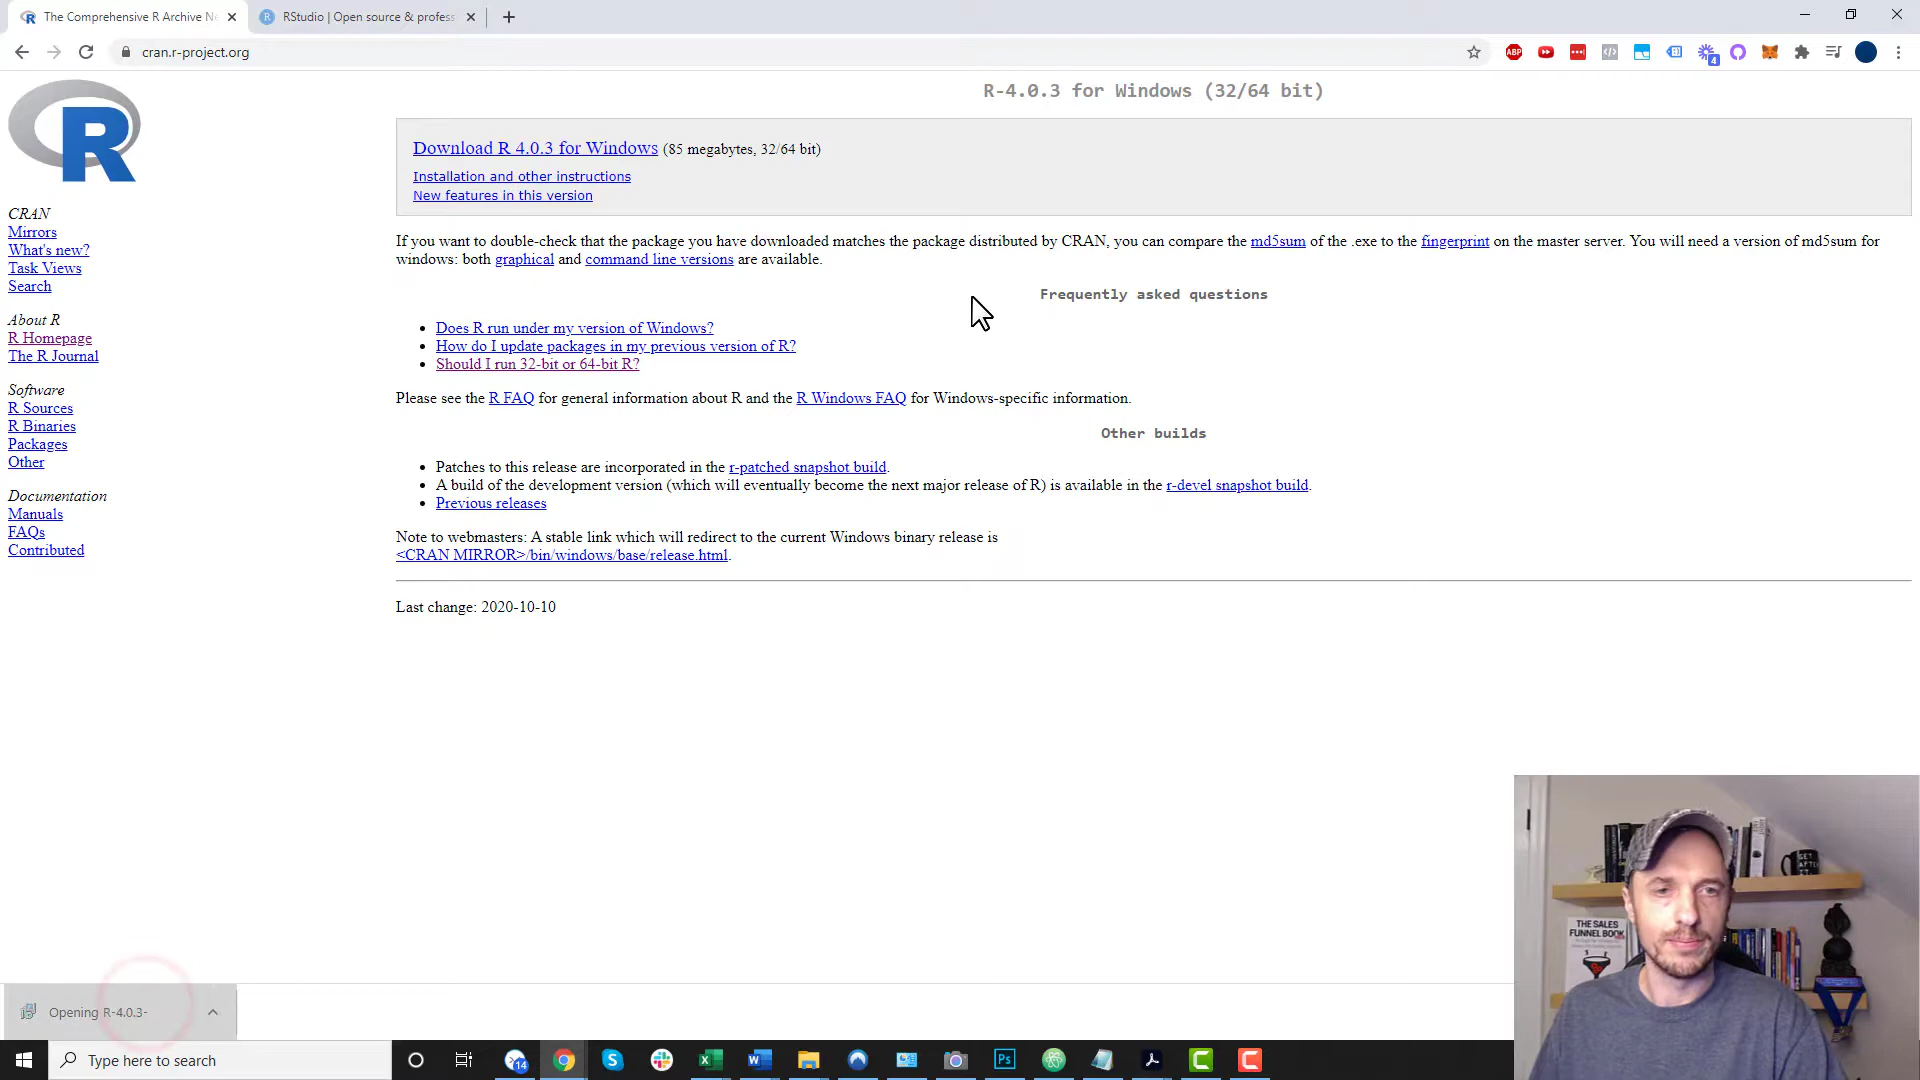 The Comprehensive R Archive Ne
RStudio | Open source & profess
cran.r-project.org
ABP
4
R
R-4.0.3 for Windows (32/64 bit)
Download R 4.0.3 for Windows (85 megabytes, 32/64 bit)
Installation and other instructions
New features in this version
CRAN
Mirrors
What's new?
Task Views
Search
About R
R Homepage
The R Journal
Software
R Sources
R Binaries
Packages
Other
Documentation
Manuals
FAQs
Contributed
If you want to double-check that the package you have downloaded matches the package distributed by CRAN, you can compare the md5sum of the .exe to the fingerprint on the master server. You will need a version of md5sum for
windows: both graphical and command line versions are available.
Frequently asked questions
Does R run under my version of Windows?
How do I update packages in my previous version of R?
Should I run 32-bit or 64-bit R?
Please see the R FAQ for general information about R and the R Windows FAQ for Windows-specific information.
Other builds
Patches to this release are incorporated in the r-patched snapshot build.
A build of the development version (which will eventually become the next major release of R) is available in the r-devel snapshot build.
Previous releases
Note to webmasters: A stable link which will redirect to the current Windows binary release is
<CRAN MIRROR>/bin/windows/base/release.html.
Last change: 2020-10-10
GET
AFTER
THE SALES
FUNNEL BOOK
Opening R-4.0.3-
Type here to search
14
Ps